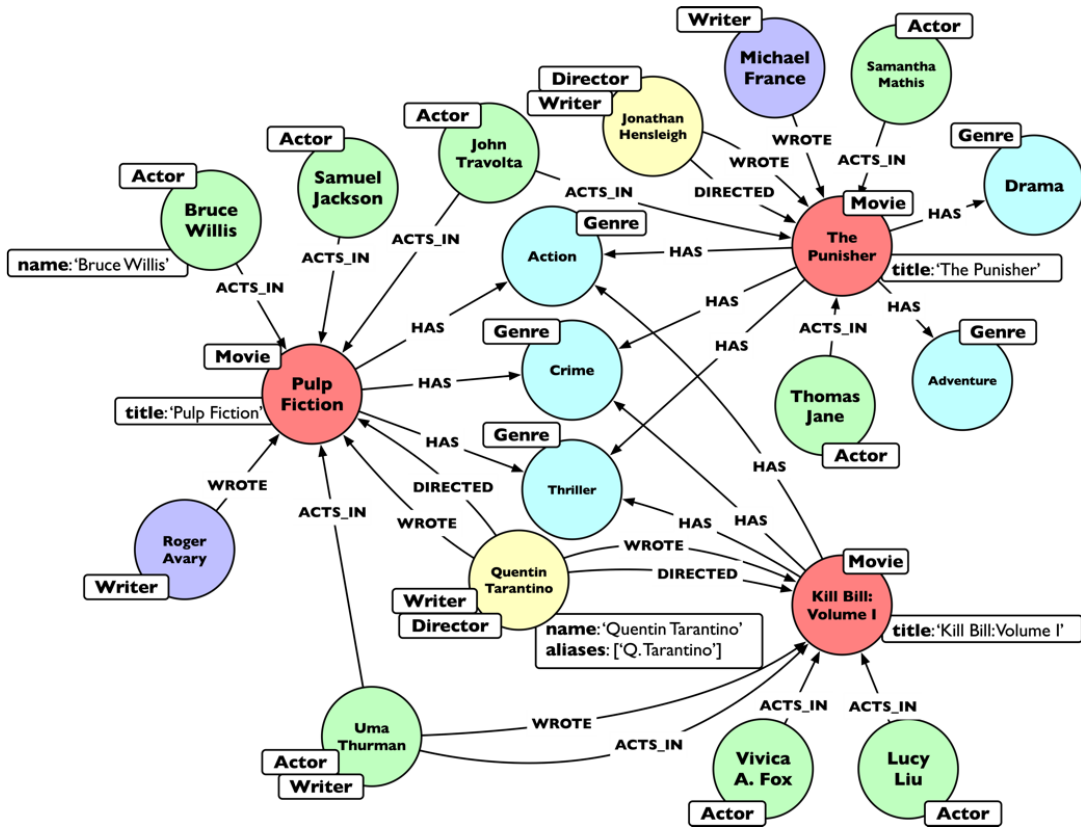 Writer
Michael
France
Actor
Samantha
Mathis
Director
Writer
Jonathan
Hensleigh
Actor
John
Travolta
Actor
Samuel
Jackson
Actor
Bruce
Willis
name:‘Bruce Willis’
WROTE
WROTE
DIRECTED
ACTS_IN
Genre
Drama
HAS
Movie
The
Punisher
title:‘The Punisher’
ACTS_IN
ACTS_IN
ACTS_IN
ACTS_IN
Genre
Action
HAS
HAS
HAS
HAS
HAS
Genre
Adventure
ACTS_IN
Thomas
Jane
Actor
Movie
Pulp
Fiction
title:‘Pulp Fiction’
HAS
Genre
Crime
HAS
Genre
Thriller
HAS
HAS
HAS
WROTE
Roger
Avary
Writer
ACTS_IN
DIRECTED
WROTE
Quentin
Tarantino
Writer
Director
name:‘Quentin Tarantino’
aliases: [‘Q. Tarantino’]
WROTE
DIRECTED
Movie
Kill Bill:
Volume I
title:‘Kill Bill: Volume I’
Uma
Thurman
Actor
Writer
WROTE
ACTS_IN
ACTS_IN
ACTS_IN
Vivica
A. Fox
Actor
Lucy
Liu
Actor